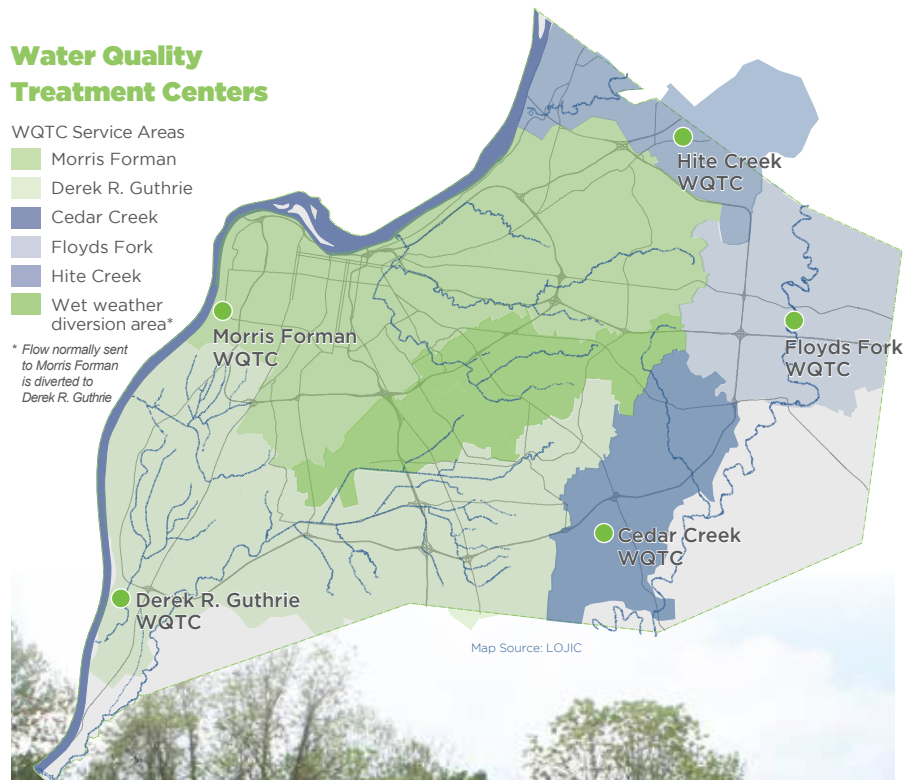 Water Quality
Treatment Centers
WQTC Service Areas
Morris Forman
Derek R. Guthrie
Cedar Creek
Floyds Fork
Hite Creek
Wet weather
diversion area*
* Flow normally sent
to Morris Forman
is diverted to
Derek R. Guthrie
Hite Creek
WQTC
Morris Forman
WQTC
Floyds Fork
WQTC
Cedar Creek
WQTC
Derek R. Guthrie
WQTC
Map Source: LOJIC